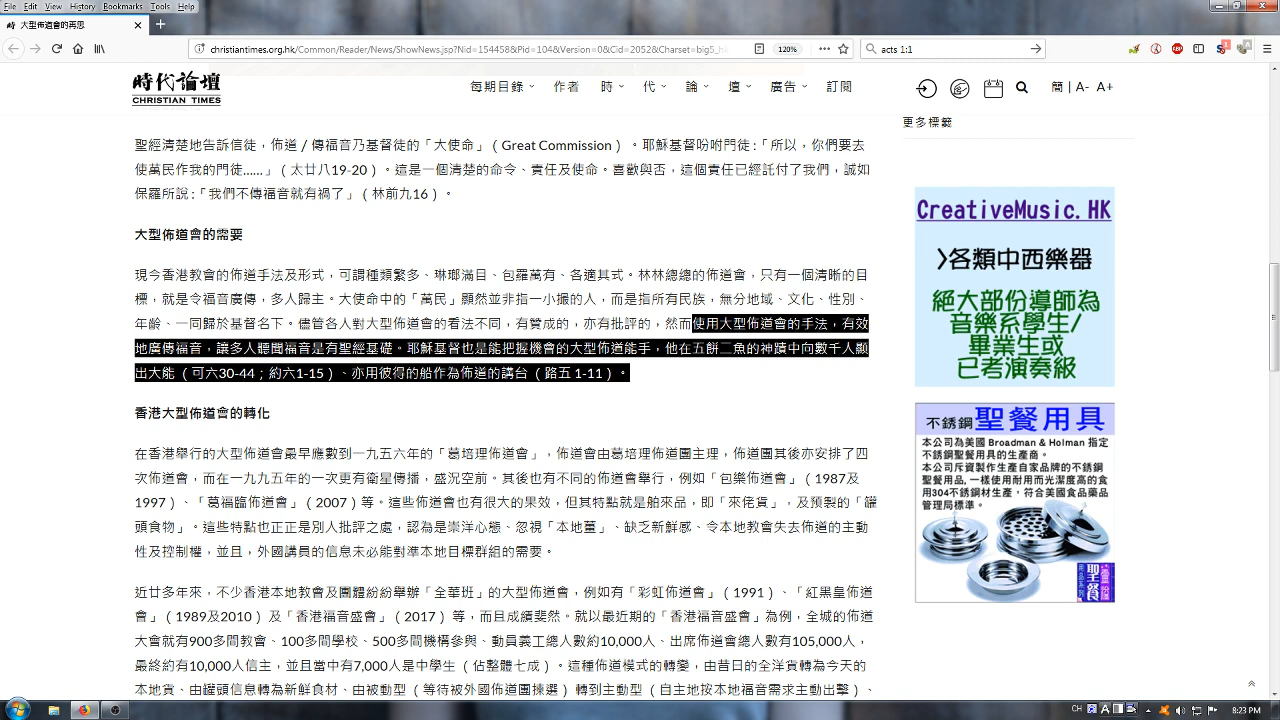 File Edit View History Bookmarks Tools Help
大型佈道會的再思
christiantimes.org.hk/Common/Reader/News/ShowNews.jsp?Nid=154458&Pid=104&Version=0&Cid=2052&Charset=big5_h
120%
acts 1:1
時代論壇
CHRISTIAN TIMES
每期目錄 作者 時 代 論 壇 廣告 訂閱
簡 | A- A+
更多標籤
聖經清楚地告訴信徒，佈道／傳福音乃基督徒的「大使命」（Great Commission）。耶穌基督吩咐門徒：「所以，你們要去
使萬民作我的門徒……」（太廿八19-20）。這是一個清楚的命令、責任及使命。喜歡與否，這個責任已經託付了我們，誠如
保羅所說：「我們不傳福音就有禍了」（林前九16）。
大型佈道會的需要
現今香港教會的佈道手法及形式，可謂種類繁多、琳瑯滿目、包羅萬有、各適其式。林林總總的佈道會，只有一個清晰的目
標，就是令福音廣傳，多人歸主。大使命中的「萬民」顯然並非指一小撮的人，而是指所有民族，無分地域、文化、性別、
年齡、一同歸於基督名下。儘管各人對大型佈道會的看法不同，有贊成的，亦有批評的，然而使用大型佈道會的手法，有效
地廣傳福音，讓多人聽聞福音是有聖經基礎。耶穌基督也是能把握機會的大型佈道能手，他在五餅二魚的神蹟中向數千人顯
出大能（可六30-44；約六1-15）、亦用彼得的船作為佈道的講台（路五 1-11）。
香港大型佈道會的轉化
在香港舉行的大型佈道會最早應數到一九五六年的「葛培理佈道會」，佈道會由葛培理佈道團主理，佈道團其後亦安排了四
次佈道會，而在一九九五年的一次更有衛星傳播，盛況空前。其後也有不同的佈道會舉行，例如「包樂佈道會」（1987及
1997）、「葛福臨佈道會」（2007）等。這些佈道會也有很大的果效，但其特點就是舶來品，即「來佬貨」，及預製的「罐
頭食物」。這些特點也正正是別人批評之處，認為是崇洋心態、忽視「本地薑」、缺乏新鮮感、令本地教會失去佈道的主動
性及控制權，並且，外國講員的信息未必能對準本地目標群組的需要。
近廿多年來，不少香港本地教會及團體紛紛舉辦「全華班」的大型佈道會，例如有「彩虹佈道會」（1991）、「紅黑皇佈道
會」（1989及2010）及「香港福音盛會」（2017）等，而且成績斐然。就以最近期的「香港福音盛會」為例，全城的佈道
大會就有900多間教會、100多間學校、500多間機構參與、動員義工總人數約10,000人、出席佈道會總人數有105,000人，
最終約有10,000人信主，並且當中有7,000人是中學生（佔整體七成）。這種佈道模式的轉變，由昔日的全洋貨轉為今天的
本地貨、由罐頭信息轉為新鮮食材、由被動型（等待被外國佈道團揀選）轉到主動型（自主地按本地福音需求主動出擊）、
CreativeMusic.HK
>各類中西樂器
絕大部份導師為
音樂系學生/
畢業生或
已考演奏級
不銹鋼聖餐用具
本公司為美國 Broadman & Holman 指定
不銹鋼聖餐用具的生產商。
本公司斥資製作生產自家品牌的不銹鋼
聖餐用品, 一樣使用耐用而光潔度高的食
用304不銹鋼材生產，符合美國食品藥品
管理局標準。
聖餐
CH
8:23 PM